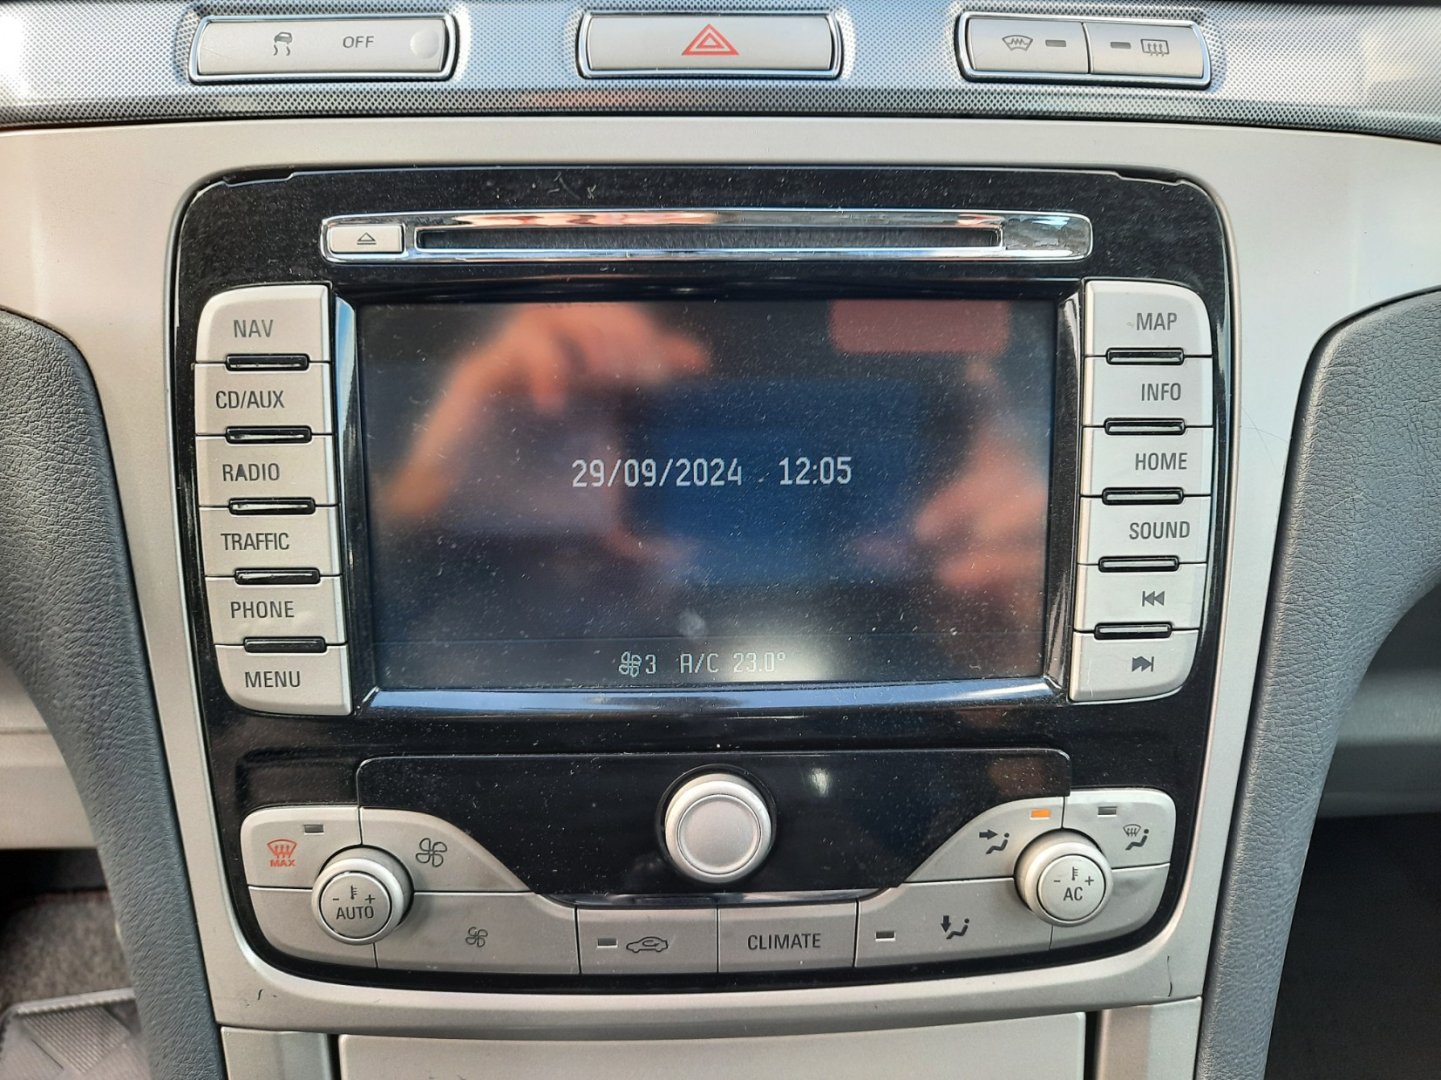 OFF
NAV
CD/AUX
RADIO
TRAFFIC
PHONE
MENU
29/09/2024 12:05
3 A/C 23.0°
MAP
INFO
HOME
SOUND
MAX
- +
AUTO
CLIMATE
- +
AC